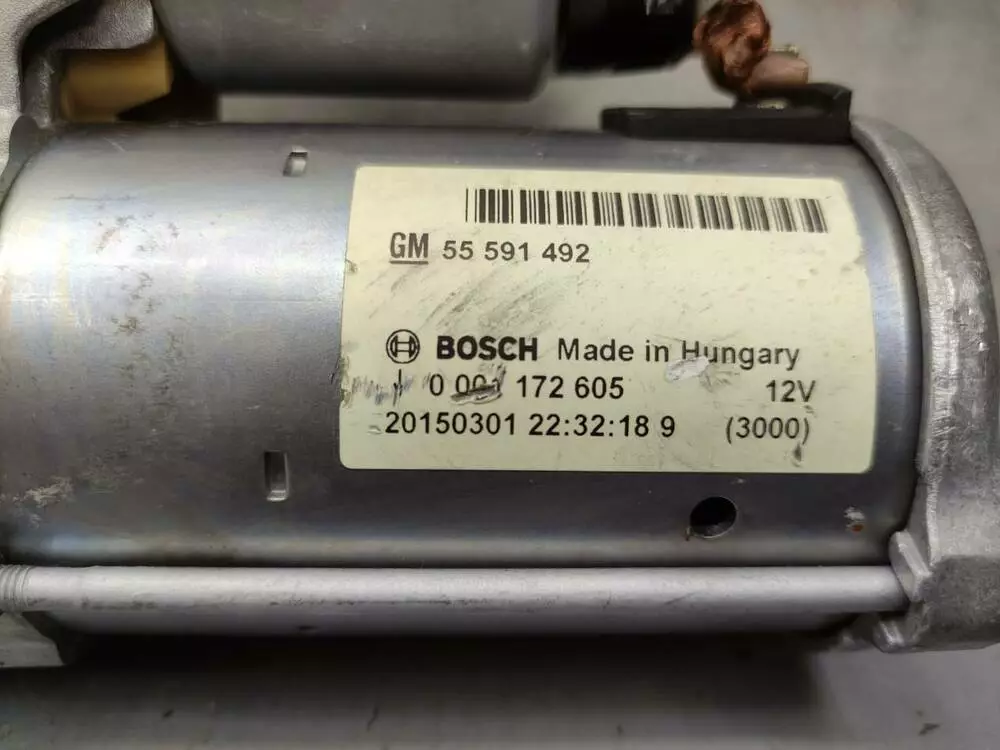 GM 55 591 492
BOSCH Made in Hungary
0 001 172 605 12V
20150301 22:32:18 9 (3000)